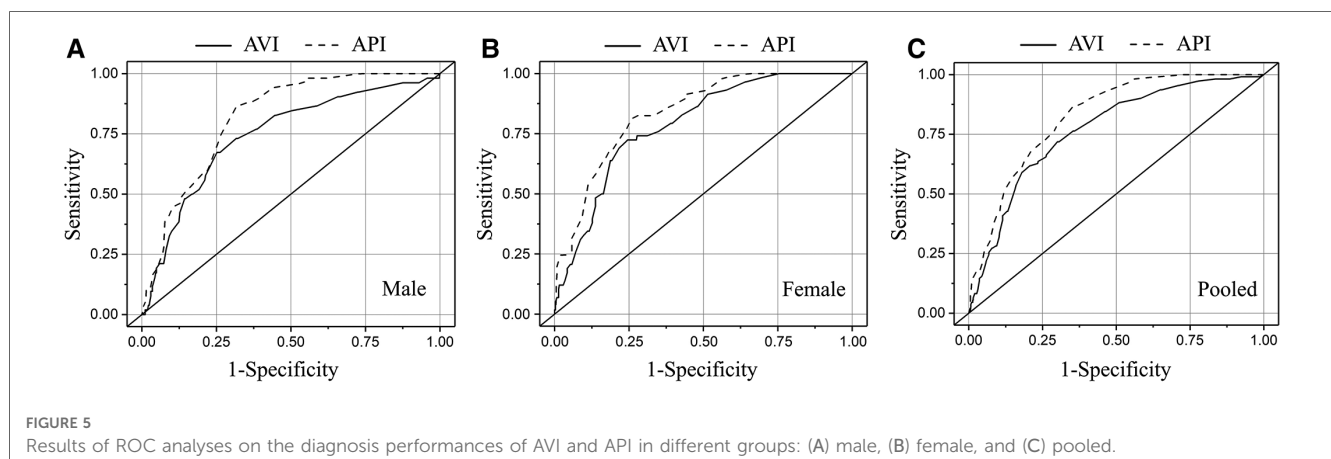 A
AVI
API
Sensitivity
1.00
0.75
0.50
0.25
0.00
Male
0.00
0.25
0.50
0.75
1.00
1-Specificity
B
AVI
API
Sensitivity
1.00
0.75
0.50
0.25
0.00
Female
0.00
0.25
0.50
0.75
1.00
1-Specificity
C
AVI
API
Sensitivity
1.00
0.75
0.50
0.25
0.00
Pooled
0.00
0.25
0.50
0.75
1.00
1-Specificity
FIGURE 5
Results of ROC analyses on the diagnosis performances of AVI and API in different groups: (A) male, (B) female, and (C) pooled.